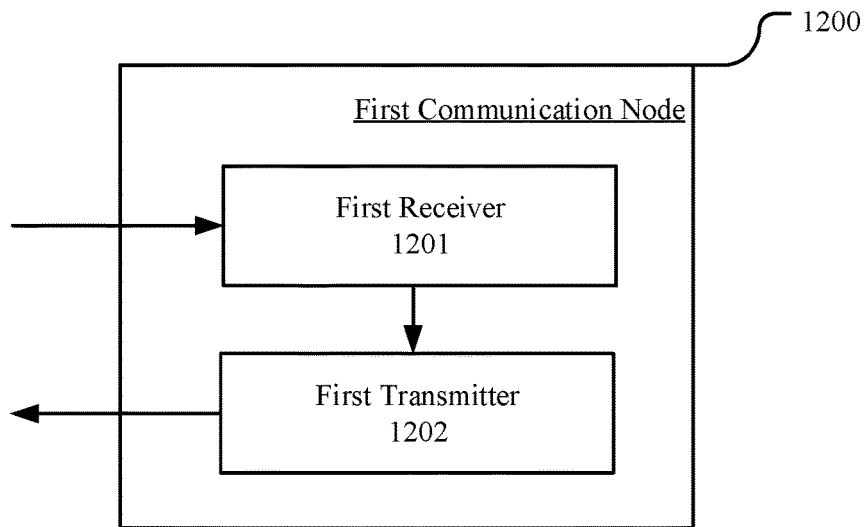 1200
First Communication Node
First Receiver
1201
First Transmitter
1202